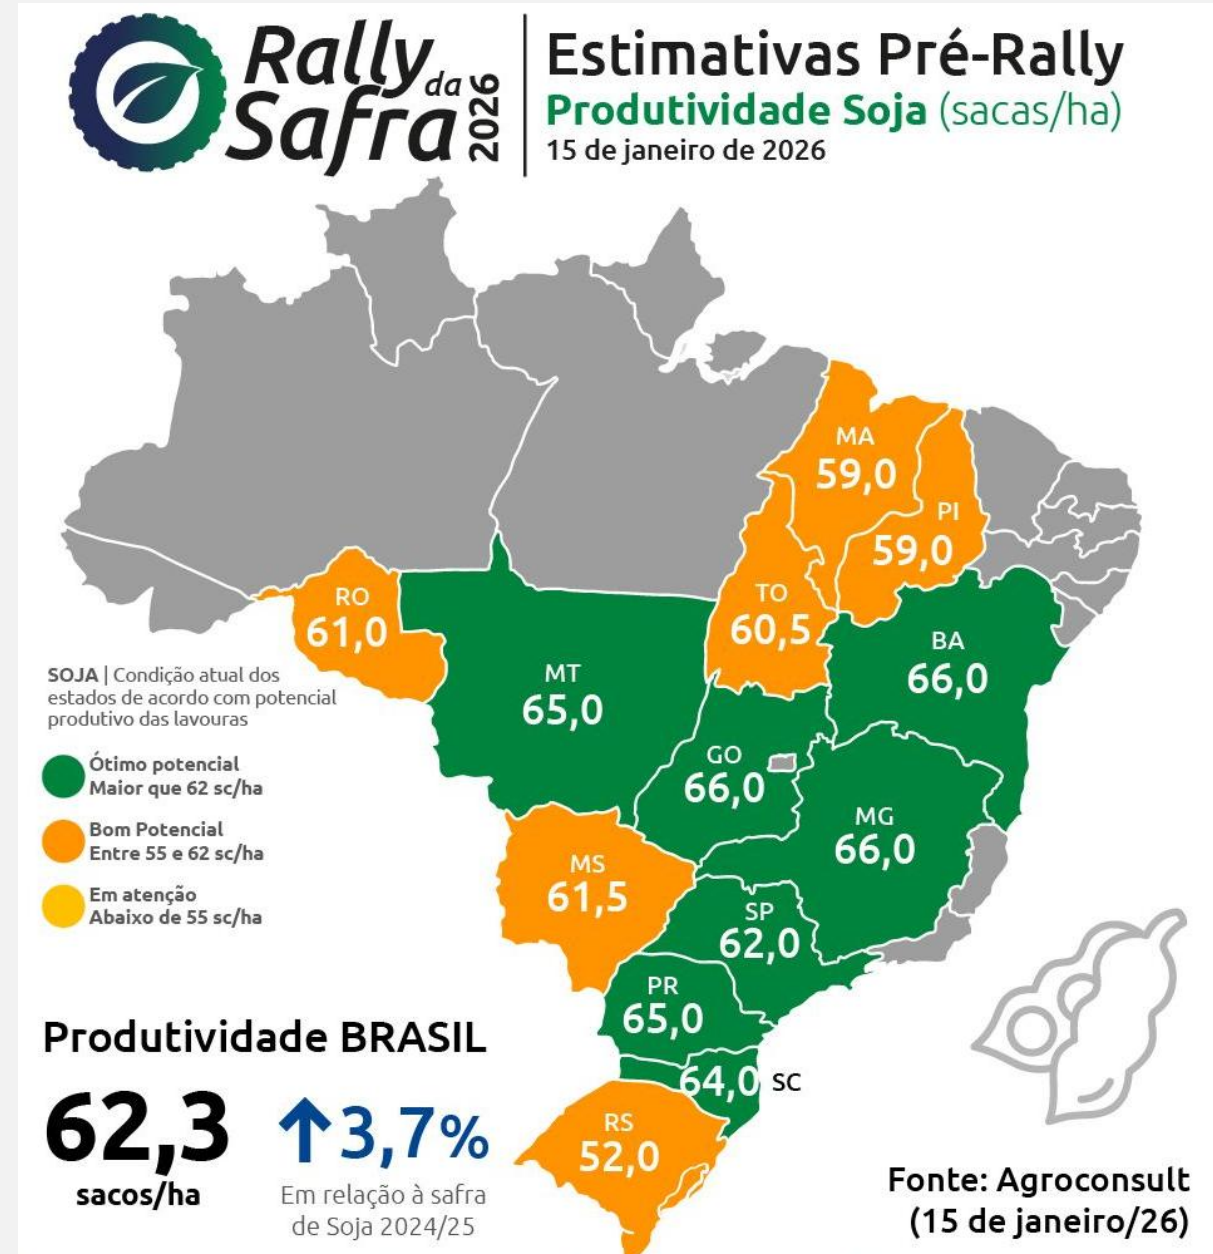 Rally da
Safra
2026
Estimativas Pré-Rally
Produtividade Soja (sacas/ha)
15 de janeiro de 2026
MA
59,0
PI
59,0
RO
61,0
TO
60,5
MT
65,0
BA
66,0
GO
66,0
MG
66,0
MS
61,5
SP
62,0
PR
65,0
64,0 SC
RS
52,0
SOJA | Condição atual dos
estados de acordo com potencial
produtivo das lavouras
Ótimo potencial
Maior que 62 sc/ha
Bom Potencial
Entre 55 e 62 sc/ha
Em atenção
Abaixo de 55 sc/ha
Produtividade BRASIL
62,3
sacos/ha
3,7%
Em relação à safra
de Soja 2024/25
Fonte: Agroconsult
(15 de janeiro/26)